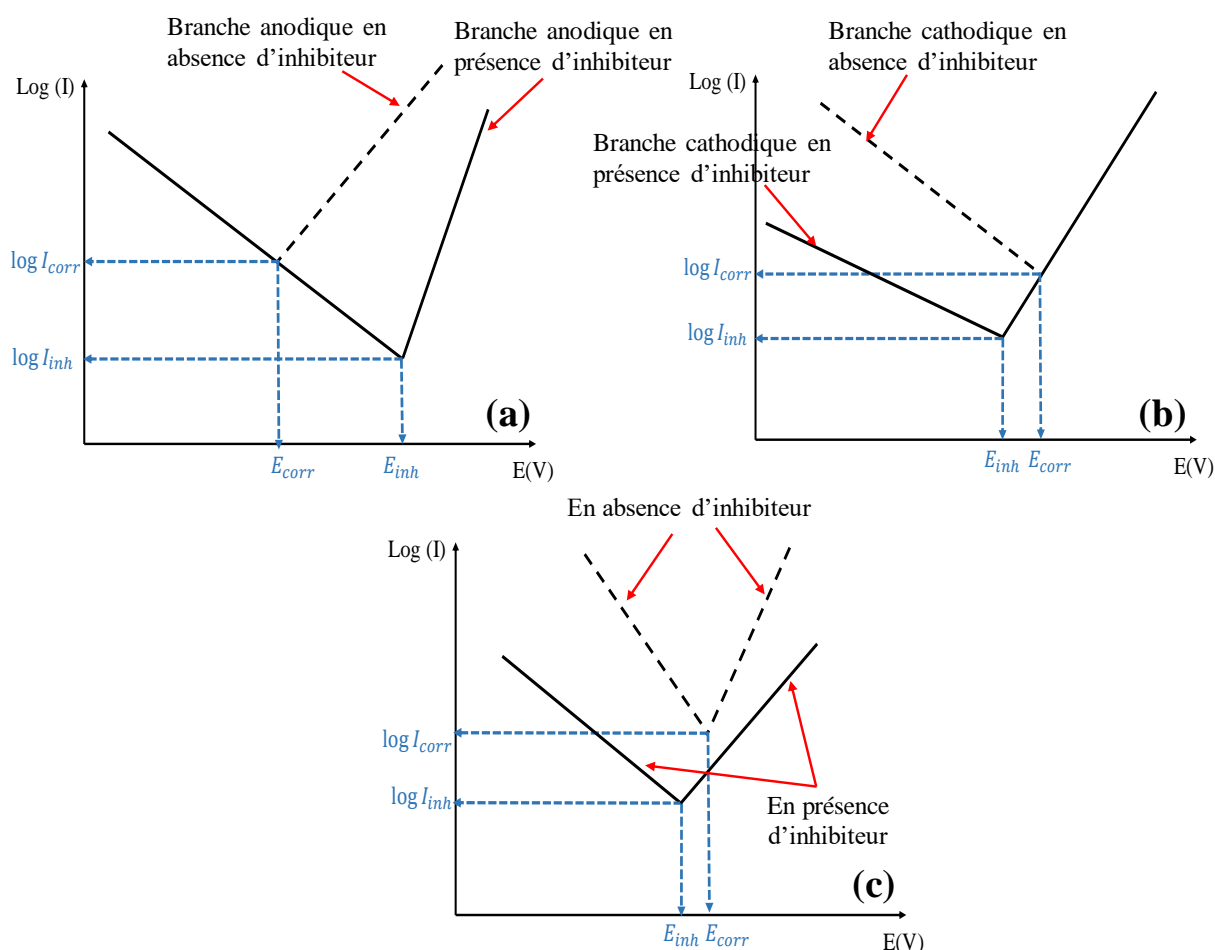 Branche anodique en
absence d’inhibiteur
Branche anodique en
présence d’inhibiteur
Log (I)
log I_corr
log I_inh
(a)
E_corr
E_inh
E(V)
Branche cathodique en
absence d’inhibiteur
Log (I)
Branche cathodique en
présence d’inhibiteur
log I_corr
log I_inh
(b)
E_inh
E_corr
E(V)
En absence d’inhibiteur
Log (I)
log I_corr
log I_inh
En présence
d’inhibiteur
(c)
E_inh
E_corr
E(V)